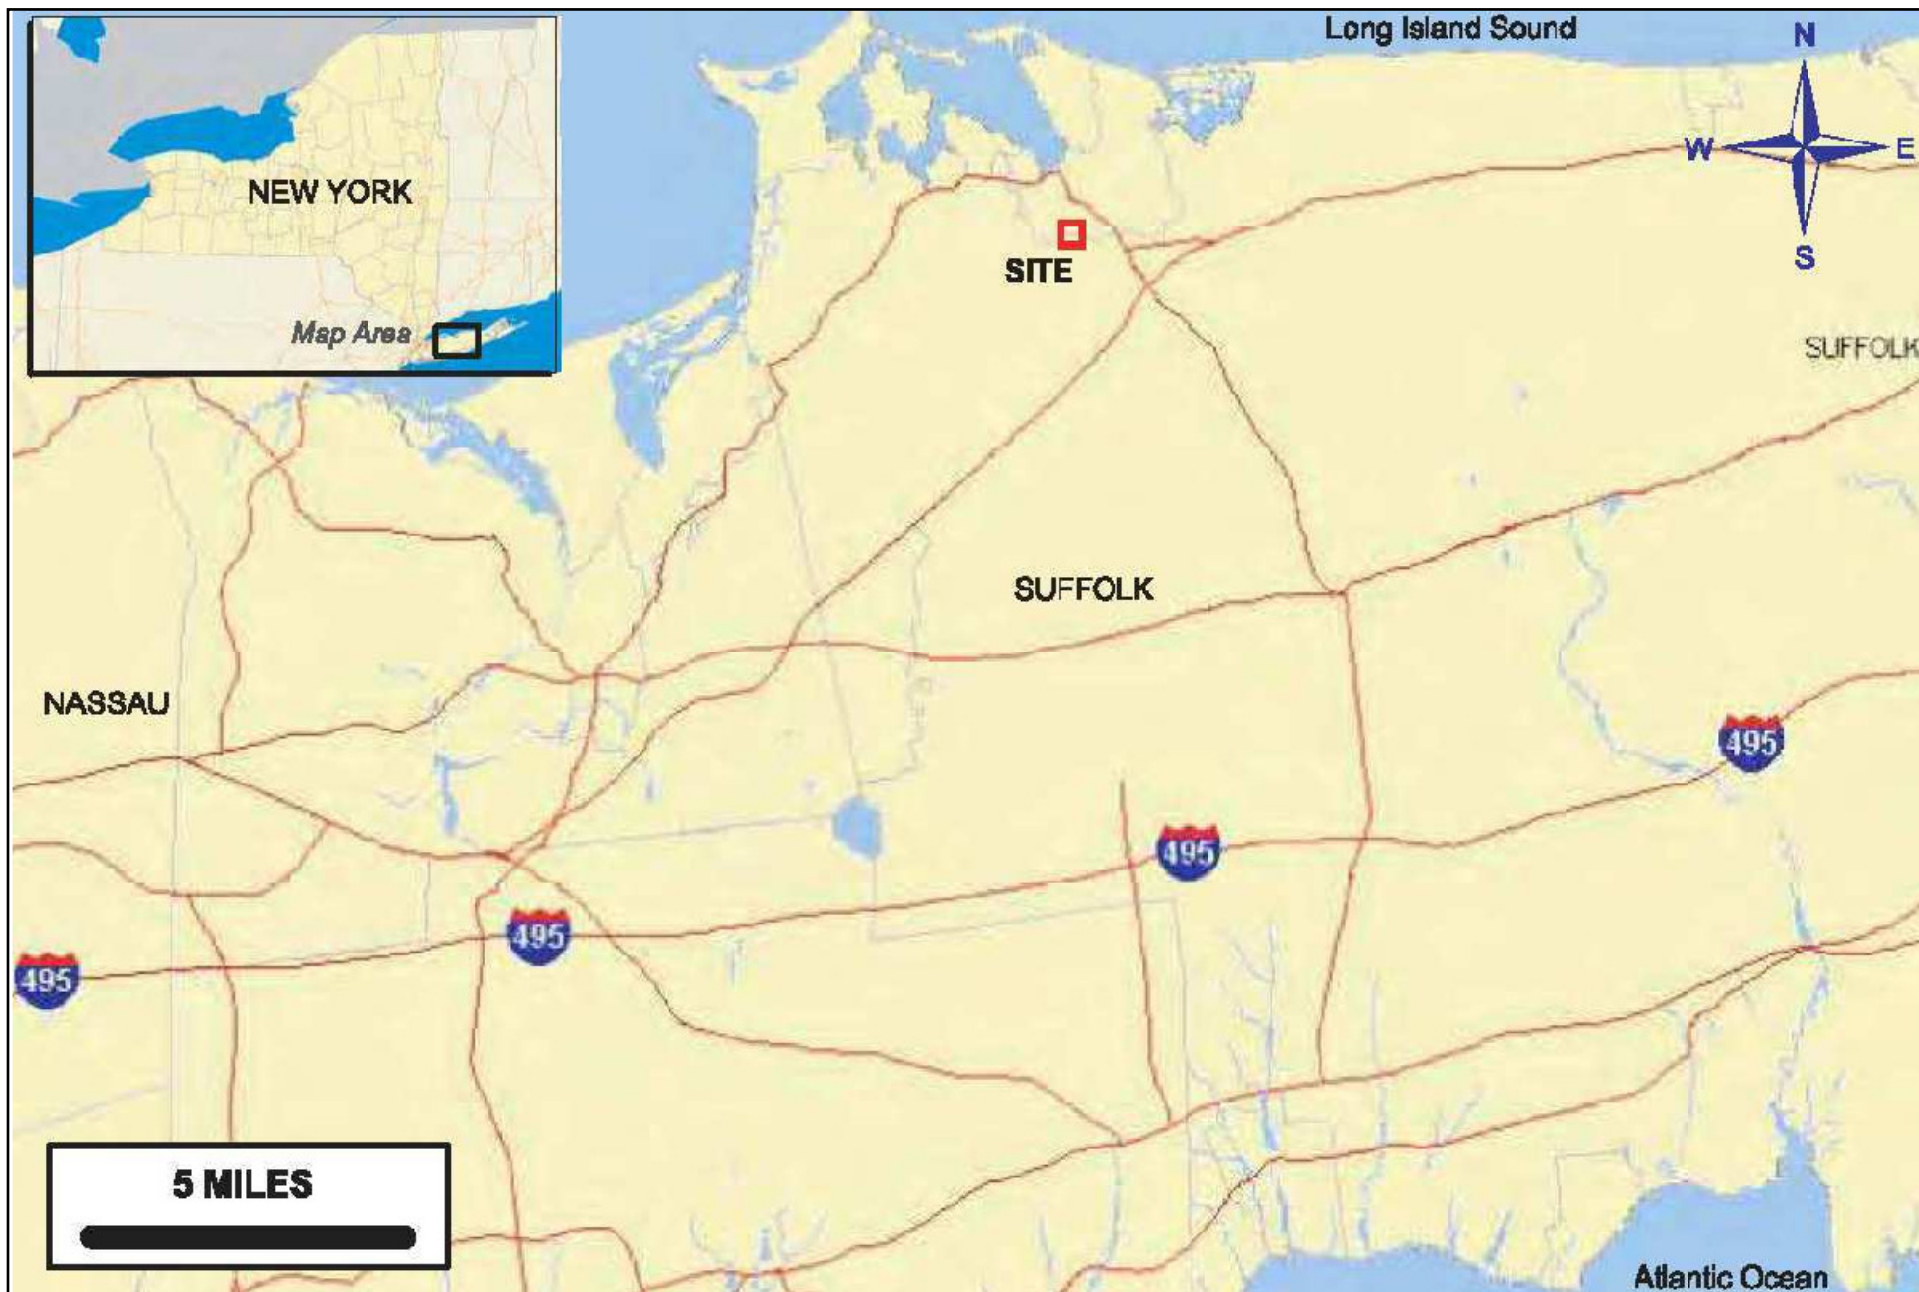 Long Island Sound
N
W
E
S
NEW YORK
Map Area
SITE
SUFFOLK
SUFFOLK
NASSAU
495
495
495
495
5 MILES
Atlantic Ocean